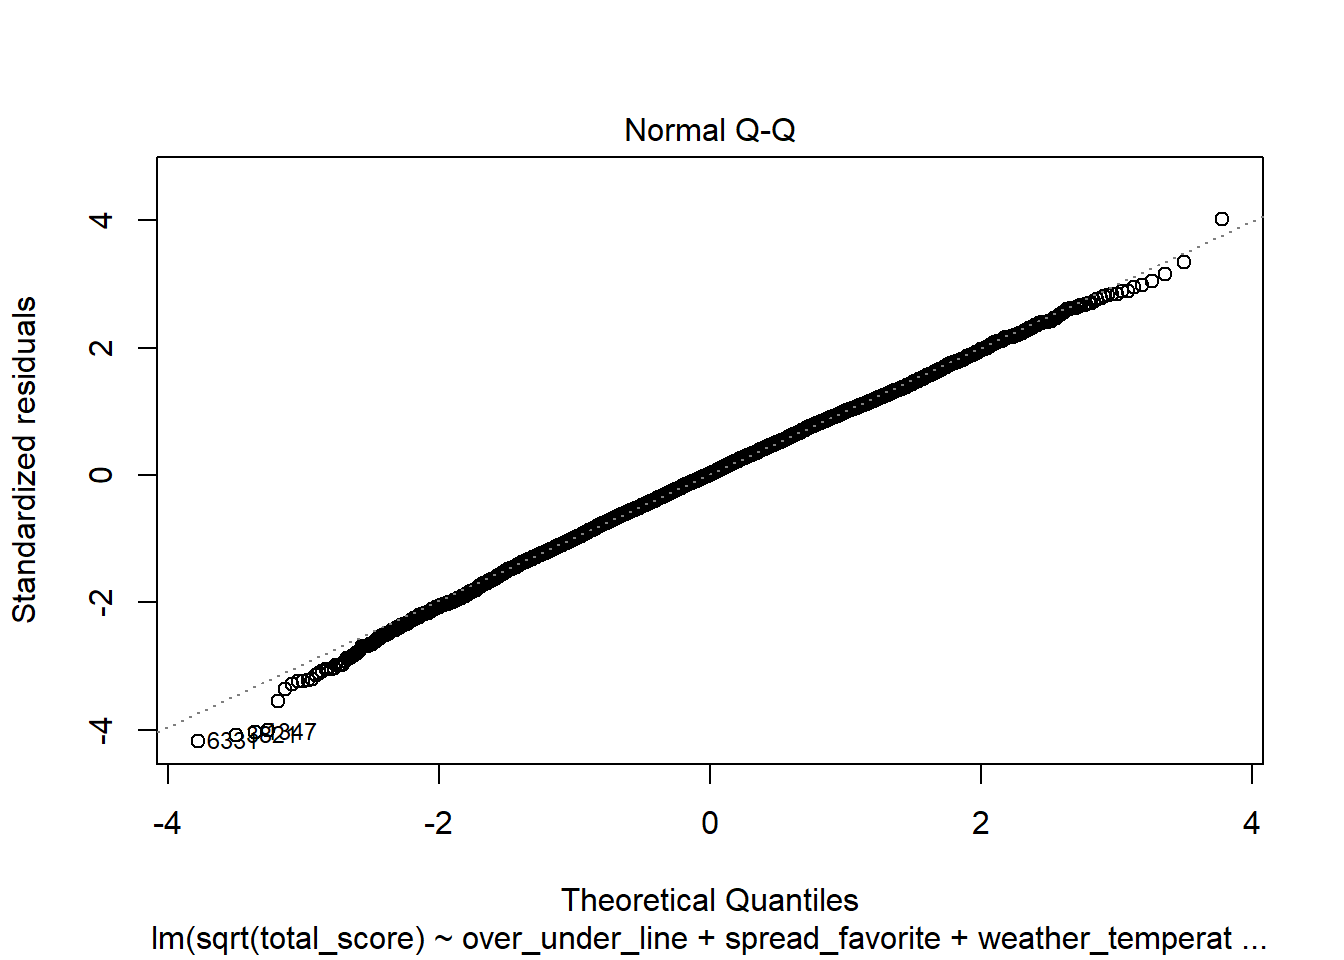 Normal Q-Q
Standardized residuals
4
2
0
-2
-4
6331
-4
-2
0
2
4
Theoretical Quantiles
lm(sqrt(total_score) ~ over_under_line + spread_favorite + weather_temperat ...